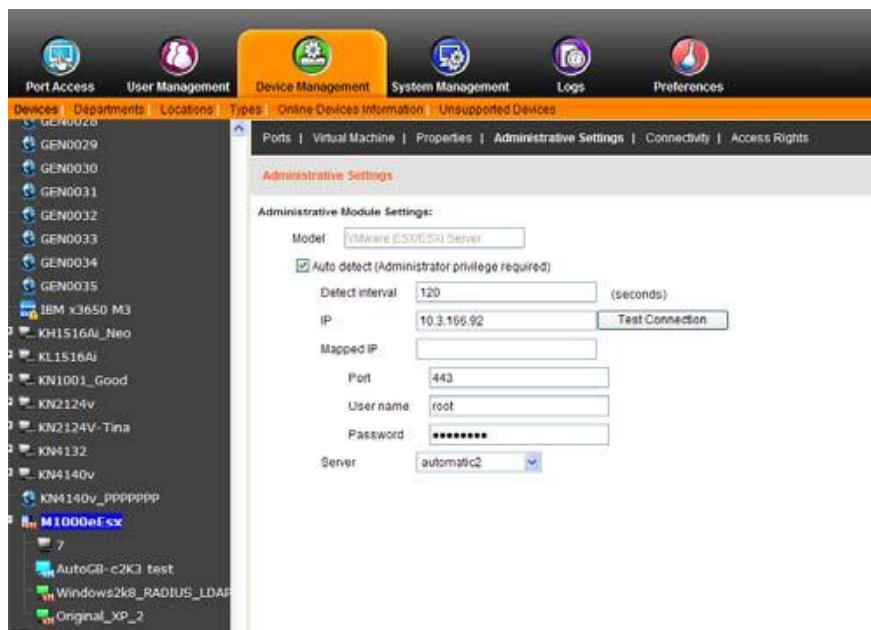 Port Access User Management Device Management System Management Logs Preferences
Devices | Departments | Locations | Types | Online Devices Information | Unsupported Devices
GEN0028
GEN0029
GEN0030
GEN0031
GEN0032
GEN0033
GEN0034
GEN0035
IBM x3650 M3
KH1516Ai_Neo
KL1516Ai
KN1001_Good
KN2124v
KN2124V-Tina
KN4132
KN4140v
KN4140v_PPPPPPP
M1000eEsx
7
AutoGB-c2K3 test
Windows2k8_RADIUS_LDAP
Original_XP_2
Ports | Virtual Machine | Properties | Administrative Settings | Connectivity | Access Rights
Administrative Settings
Administrative Module Settings:
Model VMware ESX/ESXi Server
Auto detect (Administrator privilege required)
Detect interval 120 (seconds)
IP 10.3.166.92 Test Connection
Mapped IP
Port 443
User name root
Password ●●●●●●●●
Server automatic2